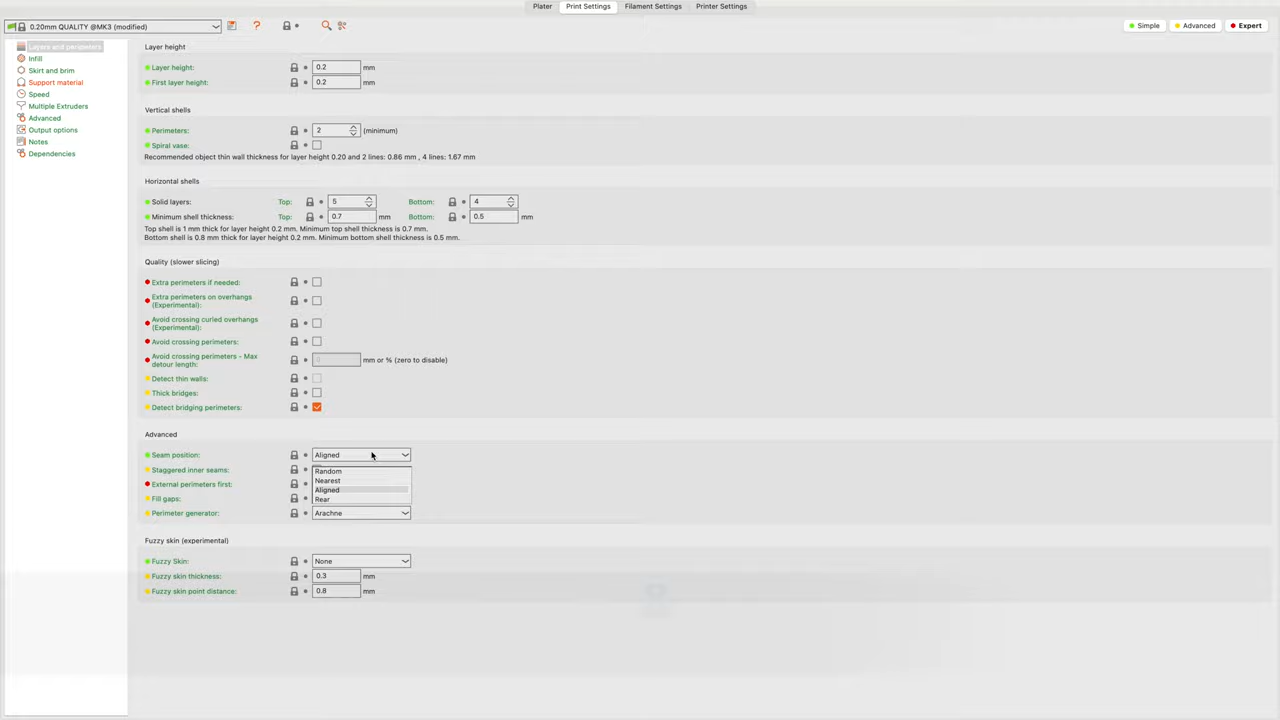 Plater Print Settings Filament Settings Printer Settings
0.20mm QUALITY @MK3 (modified) ? Simple Advanced Expert
Layers and perimeters
Infill
Skirt and brim
Support material
Speed
Multiple Extruders
Advanced
Output options
Notes
Dependencies
Layer height
Layer height: 0.2 mm
First layer height: 0.2 mm
Vertical shells
Perimeters: 2 (minimum)
Spiral vase:
Recommended object thin wall thickness for layer height 0.20 and 2 lines: 0.86 mm , 4 lines: 1.67 mm
Horizontal shells
Solid layers: Top: 5 Bottom: 4
Minimum shell thickness: Top: 0.7 mm Bottom: 0.5 mm
Top shell is 1 mm thick for layer height 0.2 mm. Minimum top shell thickness is 0.7 mm.
Bottom shell is 0.8 mm thick for layer height 0.2 mm. Minimum bottom shell thickness is 0.5 mm.
Quality (slower slicing)
Extra perimeters if needed:
Extra perimeters on overhangs
(Experimental):
Avoid crossing curled overhangs
(Experimental):
Avoid crossing perimeters:
Avoid crossing perimeters - Max
detour length: 0 mm or % (zero to disable)
Detect thin walls:
Thick bridges:
Detect bridging perimeters:
Advanced
Seam position: Aligned
Staggered inner seams:
External perimeters first:
Fill gaps:
Random
Nearest
Aligned
Rear
Perimeter generator: Arachne
Fuzzy skin (experimental)
Fuzzy Skin: None
Fuzzy skin thickness: 0.3 mm
Fuzzy skin point distance: 0.8 mm